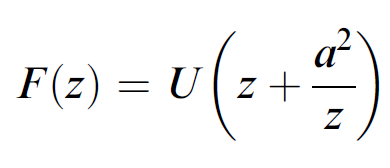 F(z) = U(z + a²/z)